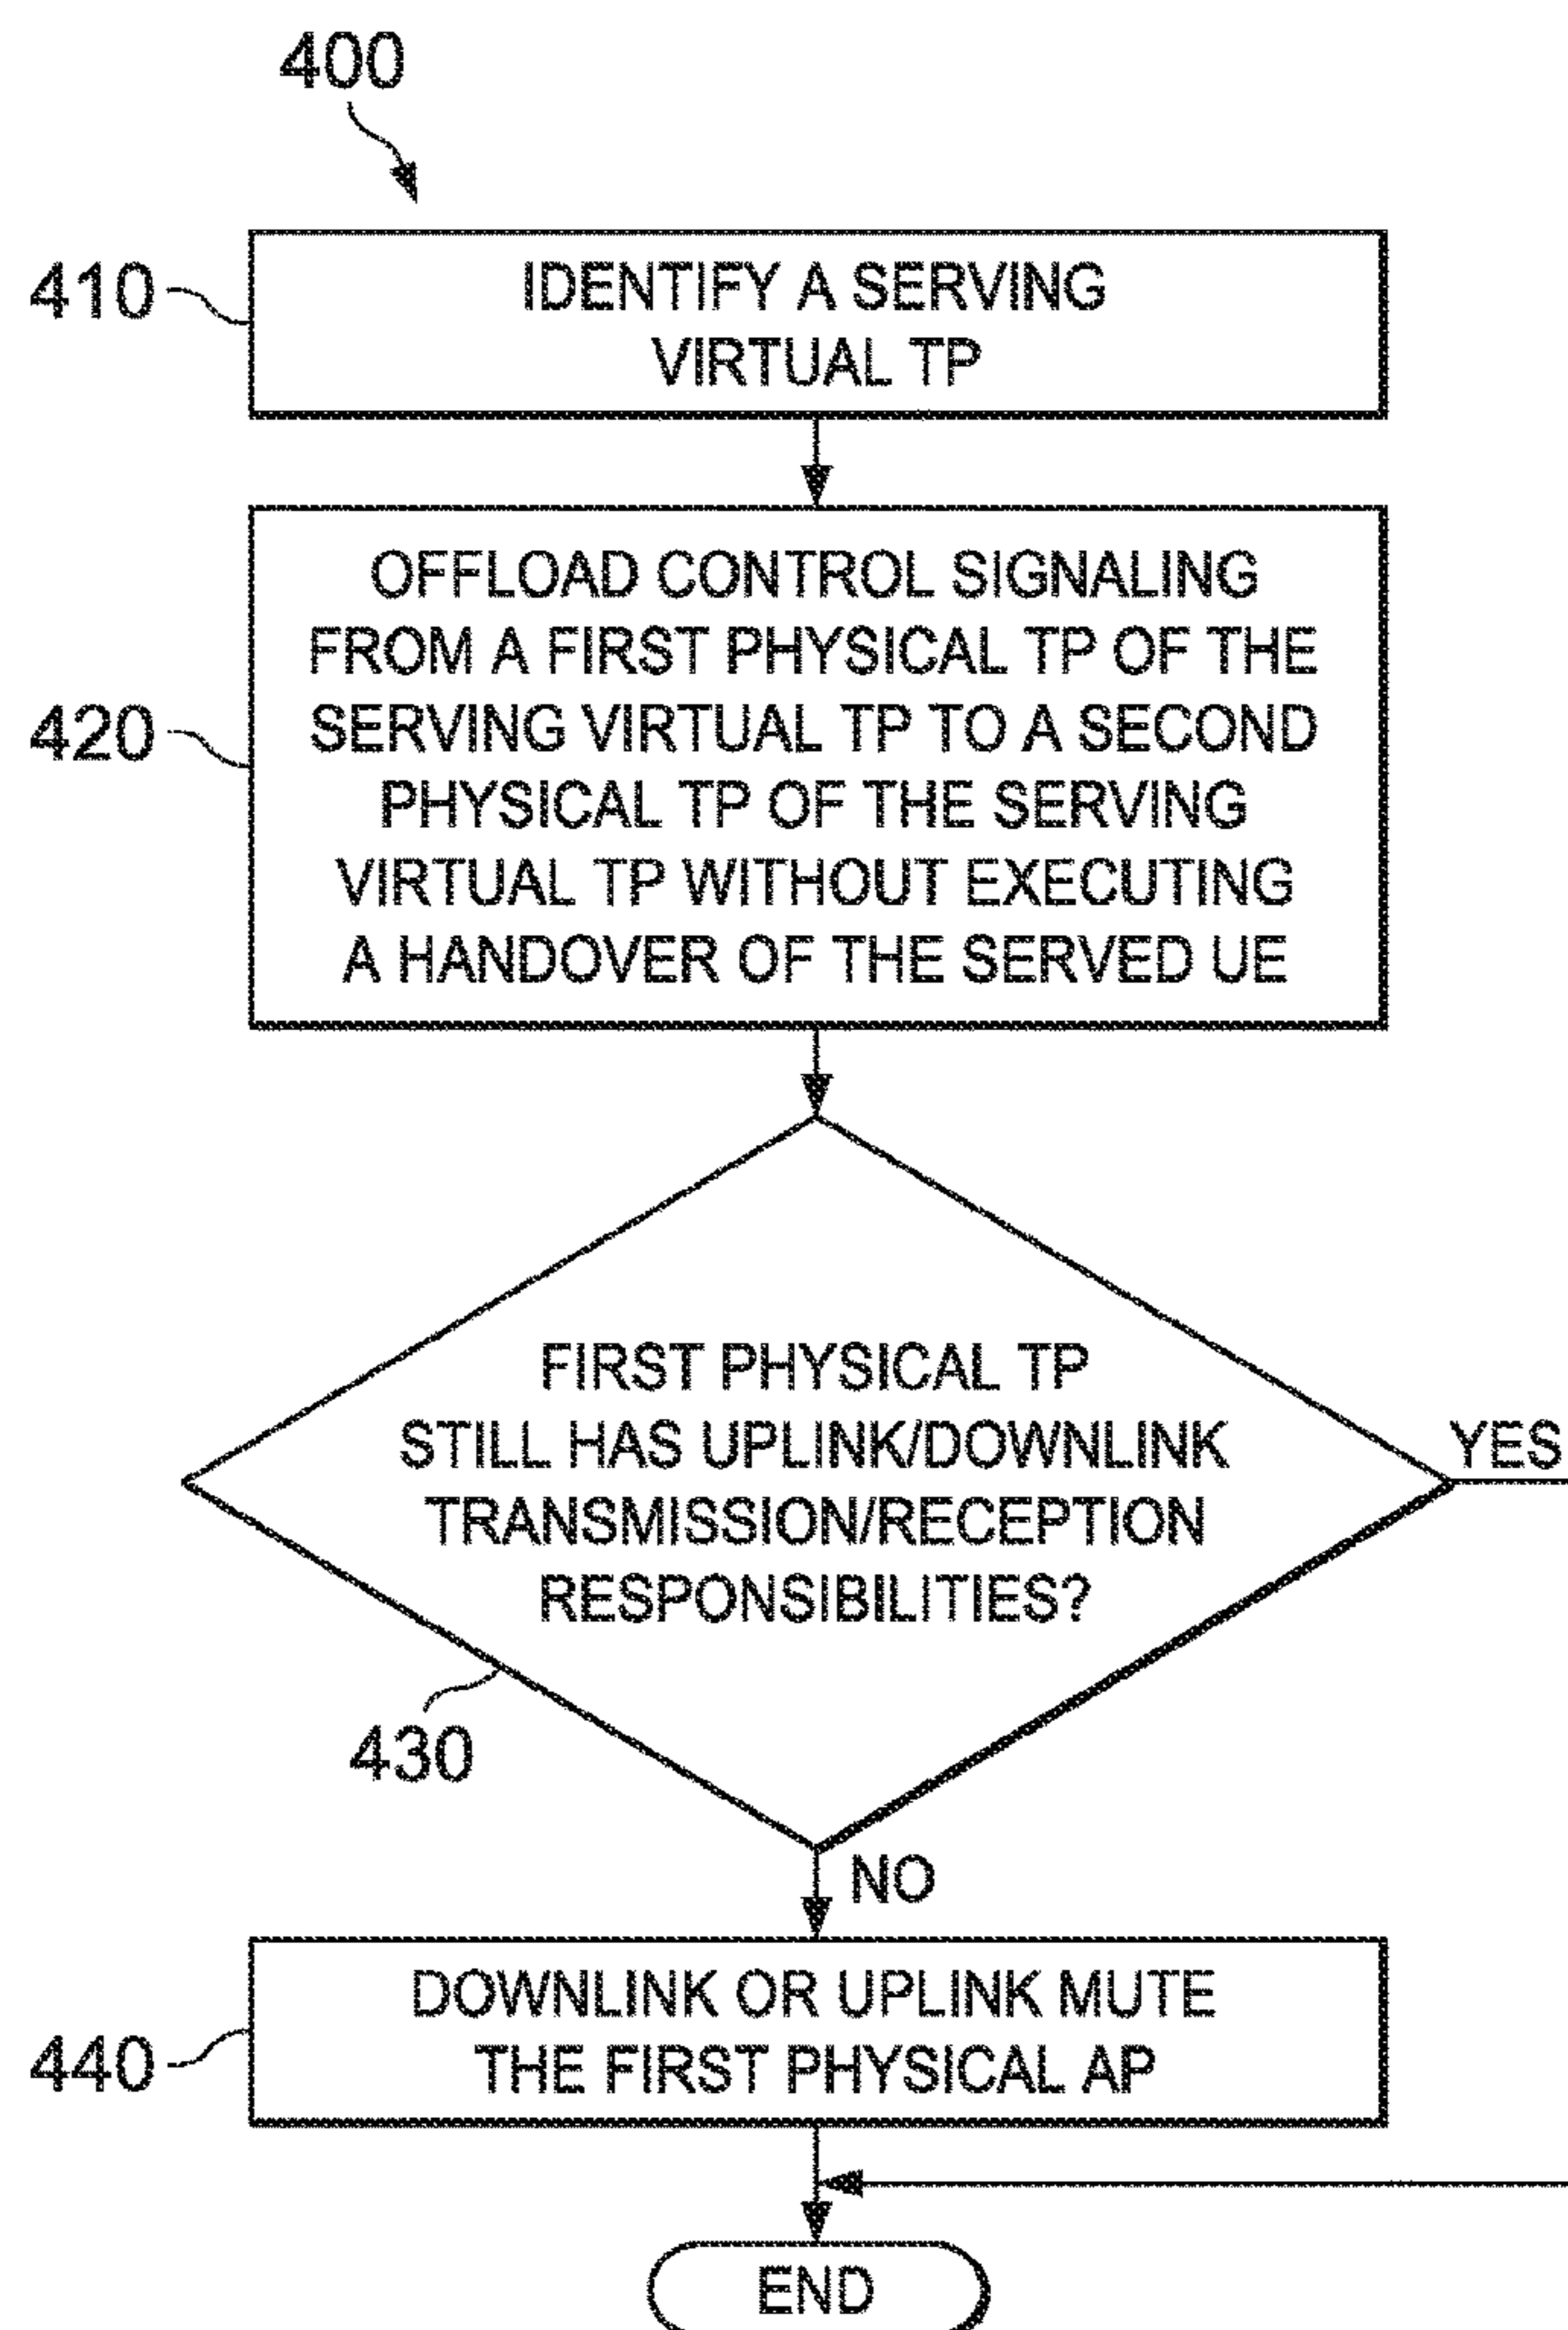 400
410
IDENTIFY A SERVING
VIRTUAL TP
420
OFFLOAD CONTROL SIGNALING
FROM A FIRST PHYSICAL TP OF THE
SERVING VIRTUAL TP TO A SECOND
PHYSICAL TP OF THE SERVING
VIRTUAL TP WITHOUT EXECUTING
A HANDOVER OF THE SERVED UE
FIRST PHYSICAL TP
STILL HAS UPLINK/DOWNLINK
TRANSMISSION/RECEPTION
RESPONSIBILITIES?
YES
430
NO
440
DOWNLINK OR UPLINK MUTE
THE FIRST PHYSICAL AP
END